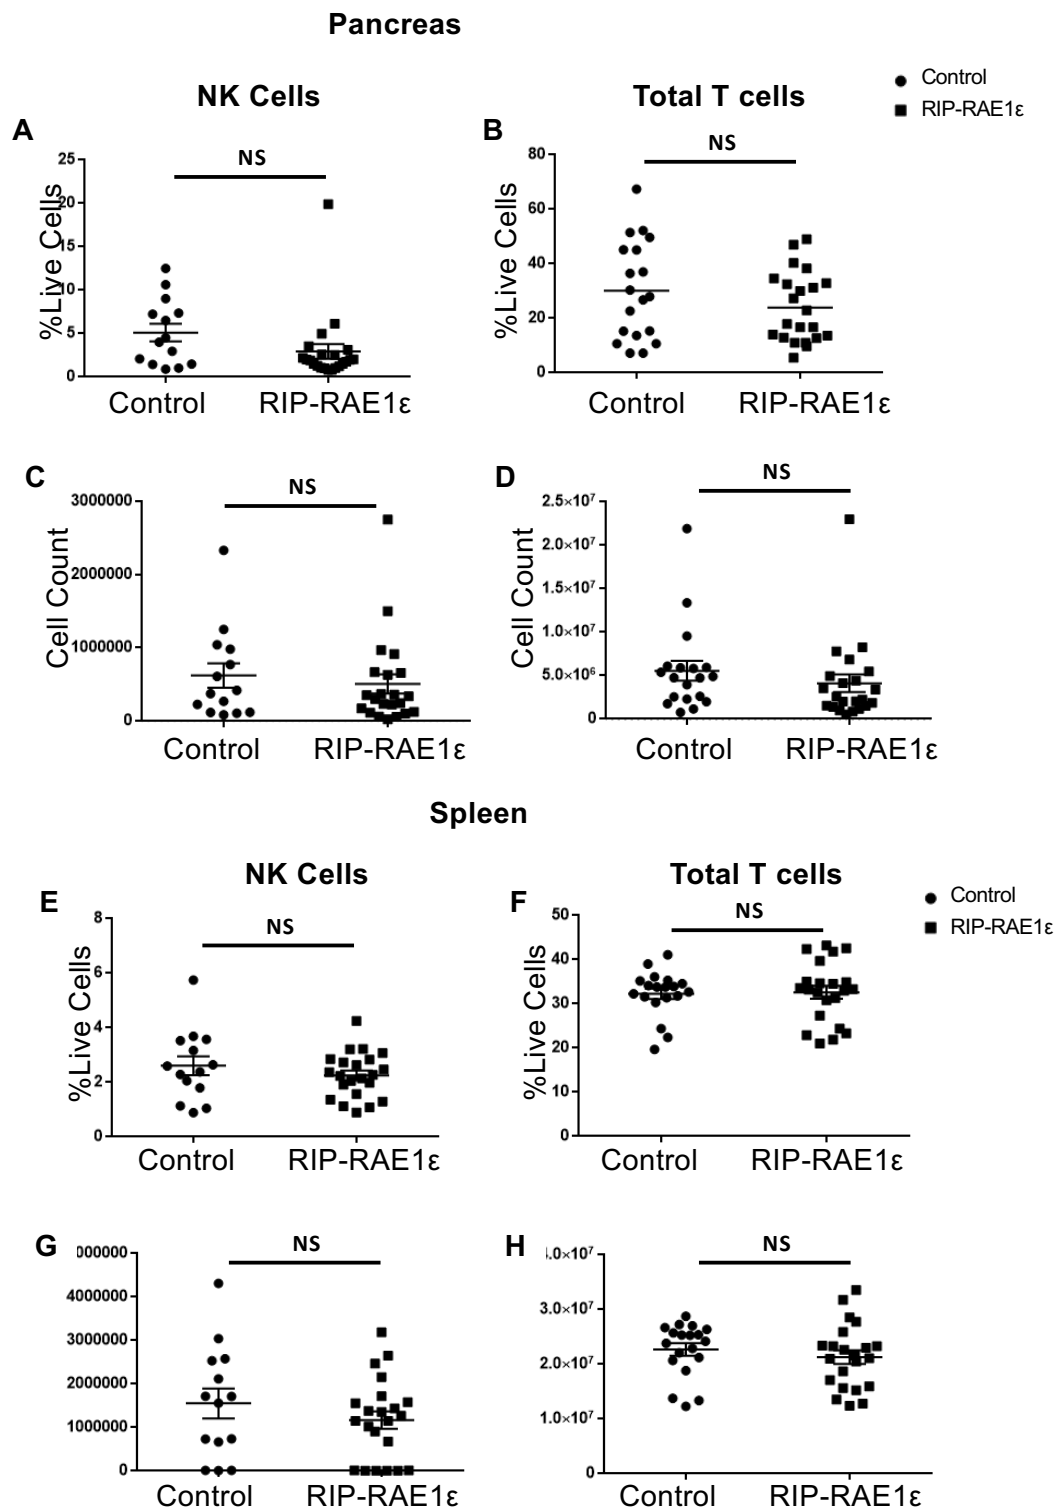 Pancreas
NK Cells
Total T cells
Control
RIP-RAE1ε
A
NS
%Live Cells
25
20
15
10
5
0
Control
RIP-RAE1ε
B
NS
%Live Cells
80
60
40
20
0
Control
RIP-RAE1ε
C
NS
Cell Count
3000000
2000000
1000000
0
Control
RIP-RAE1ε
D
NS
Cell Count
2.5×10⁷
2.0×10⁷
1.5×10⁷
1.0×10⁷
5.0×10⁶
0
Control
RIP-RAE1ε
Spleen
NK Cells
Total T cells
Control
RIP-RAE1ε
E
NS
%Live Cells
8
6
4
2
0
Control
RIP-RAE1ε
F
NS
%Live Cells
50
40
30
20
10
0
Control
RIP-RAE1ε
G
NS
000000
4000000
3000000
2000000
1000000
0
Control
RIP-RAE1ε
H
NS
.0×10⁷
3.0×10⁷
2.0×10⁷
1.0×10⁷
0
Control
RIP-RAE1ε